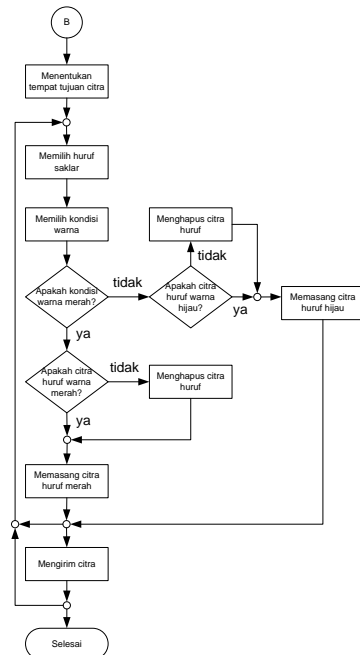 B
Menentukan
tempat tujuan citra
Memilih huruf
saklar
Memilih kondisi
warna
Menghapus citra
huruf
tidak
tidak
Apakah kondisi
warna merah?
Apakah citra
huruf warna
hijau?
ya
Memasang citra
huruf hijau
ya
Apakah citra
huruf warna
merah?
tidak
Menghapus citra
huruf
ya
Memasang citra
huruf merah
Mengirim citra
Selesai